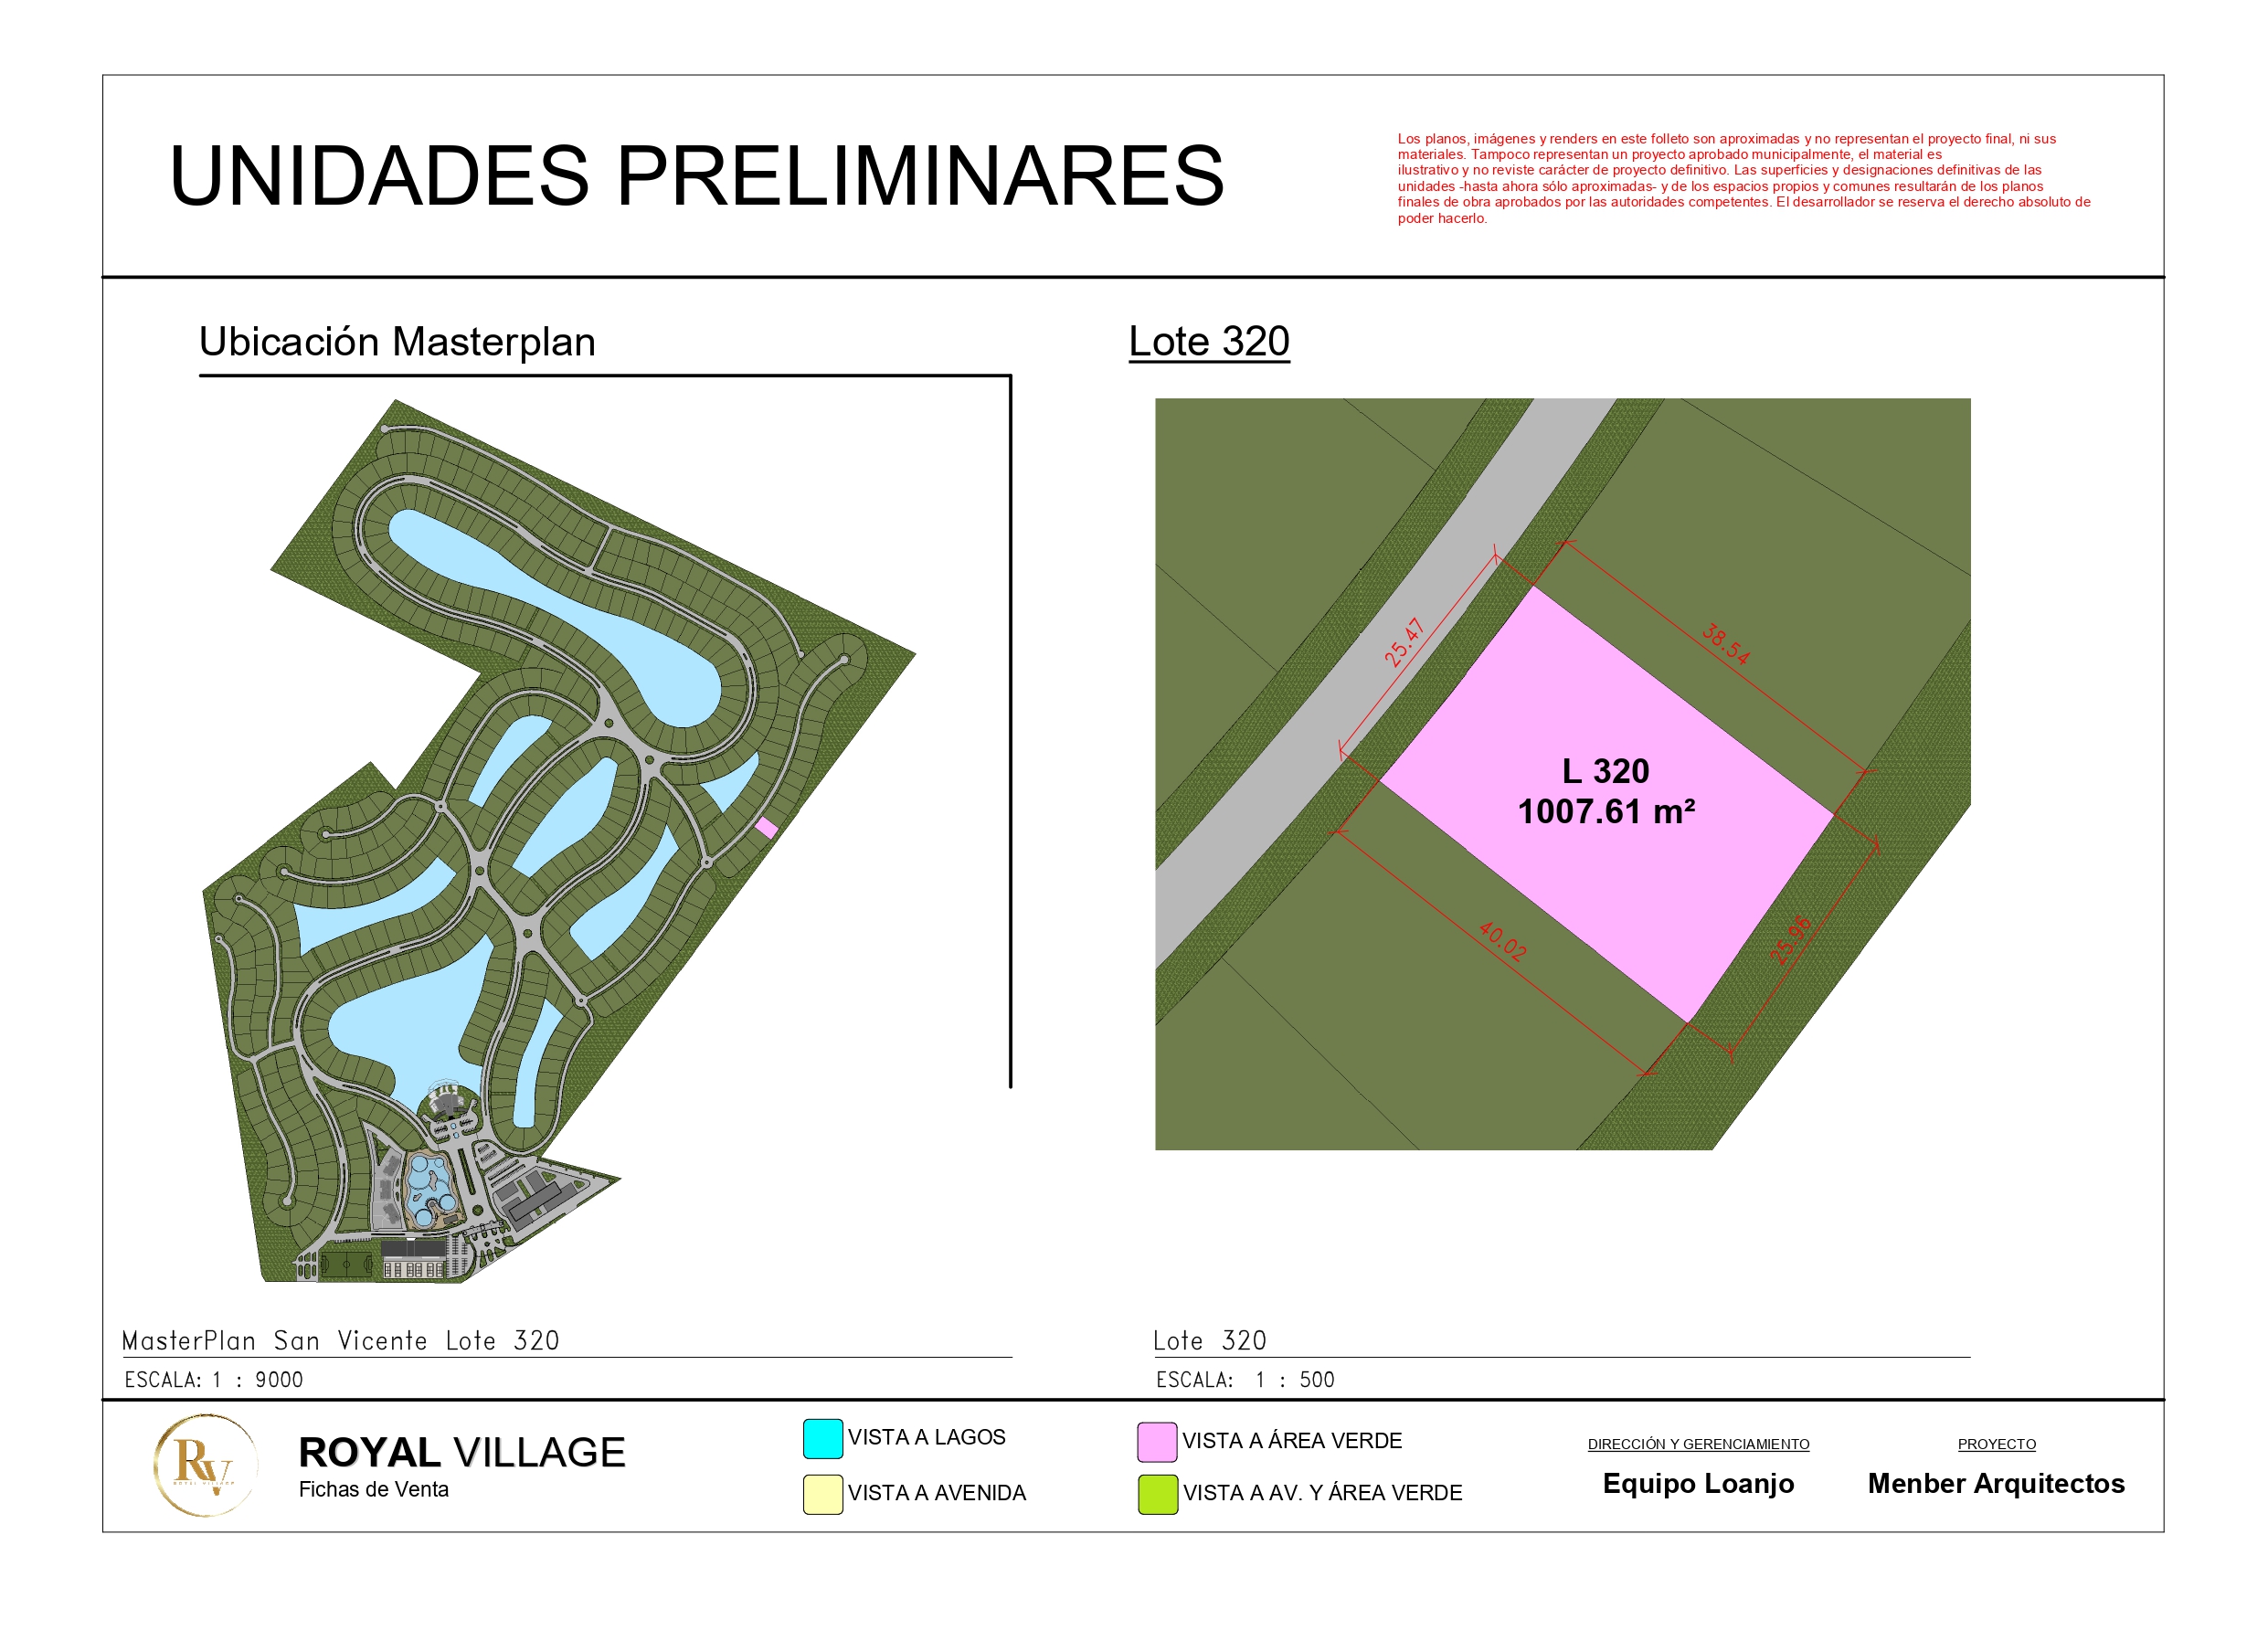 UNIDADES PRELIMINARES
Los planos, imágenes y renders en este folleto son aproximadas y no representan el proyecto final, ni sus
materiales. Tampoco representan un proyecto aprobado municipalmente, el material es
ilustrativo y no reviste carácter de proyecto definitivo. Las superficies y designaciones definitivas de las
unidades -hasta ahora sólo aproximadas- y de los espacios propios y comunes resultarán de los planos
finales de obra aprobados por las autoridades competentes. El desarrollador se reserva el derecho absoluto de
poder hacerlo.
Ubicación Masterplan
Lote 320
25.47
38.54
L 320
1007.61 m²
40.02
25.96
MasterPlan San Vicente Lote 320
ESCALA: 1 : 9000
Lote 320
ESCALA: 1 : 500
RV
ROYAL VILLAGE
ROYAL VILLAGE
Fichas de Venta
VISTA A LAGOS
VISTA A AVENIDA
VISTA A ÁREA VERDE
VISTA A AV. Y ÁREA VERDE
DIRECCIÓN Y GERENCIAMIENTO
Equipo Loanjo
PROYECTO
Menber Arquitectos